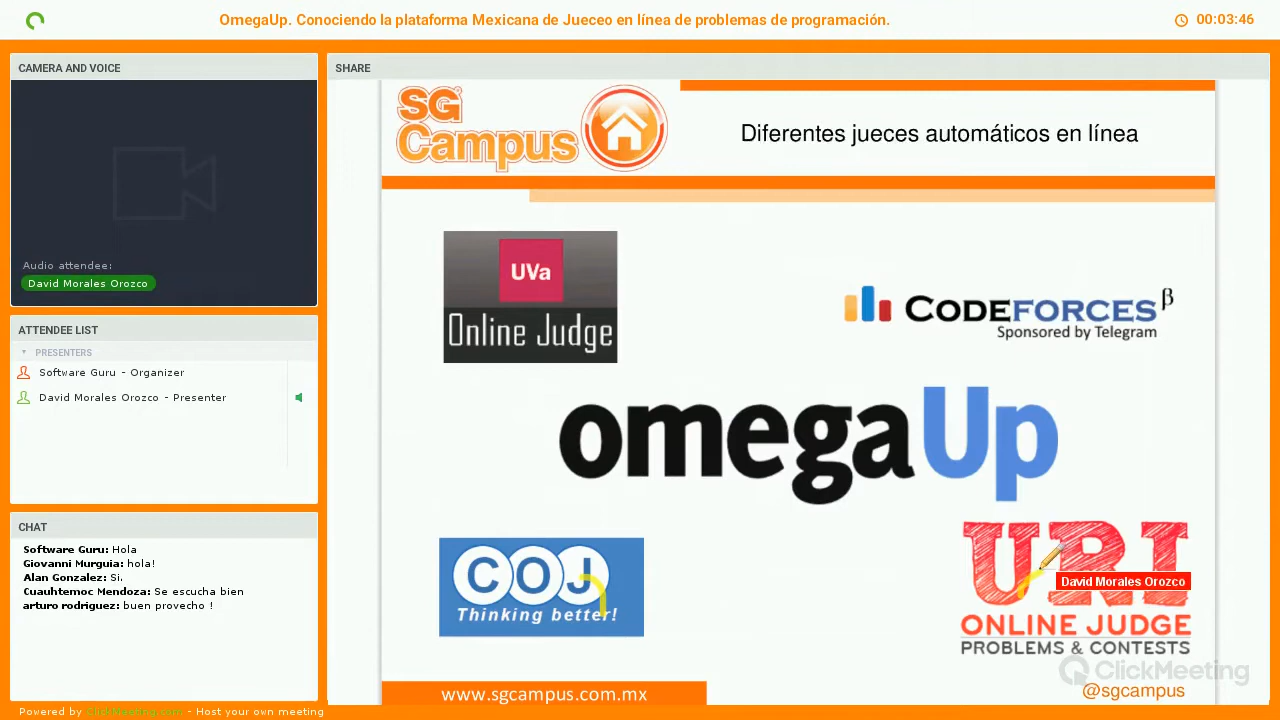 OmegaUp. Conociendo la plataforma Mexicana de Jueceo en línea de problemas de programación.
00:03:46
CAMERA AND VOICE
Audio attendee:
David Morales Orozco
ATTENDEE LIST
PRESENTERS
Software Guru - Organizer
David Morales Orozco - Presenter
CHAT
Software Guru: Hola
Giovanni Murguia: hola!
Alan Gonzalez: Si.
Cuauhtemoc Mendoza: Se escucha bien
arturo rodriguez: buen provecho !
SHARE
SG
Campus
Diferentes jueces automáticos en línea
UVa
Online Judge
CODEFORCES β
Sponsored by Telegram
omegaUp
COJ
Thinking better!
URI
David Morales Orozco
ONLINE JUDGE
PROBLEMS & CONTESTS
ClickMeeting
www.sgcampus.com.mx
@sgcampus
Powered by ClickMeeting.com - Host your own meeting